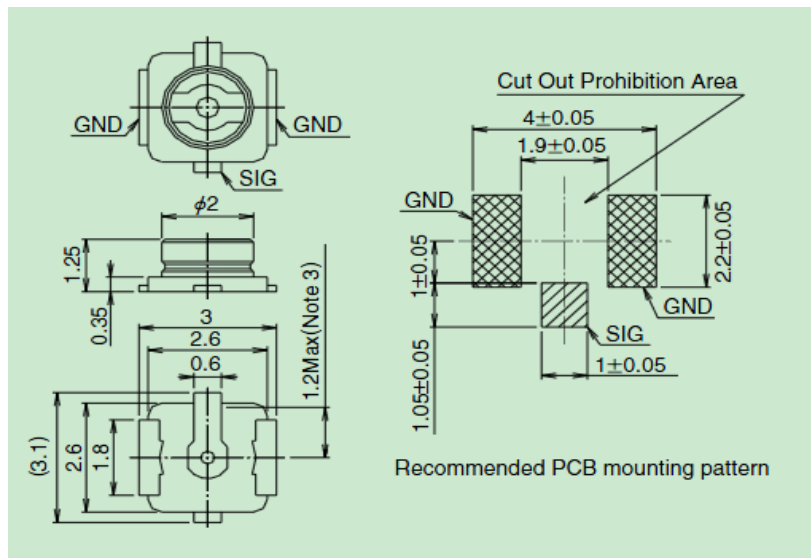 GND
GND
SIG
ϕ2
1.25
0.35
3
2.6
0.6
1.2Max(Note 3)
(3.1)
2.6
1.8
Cut Out Prohibition Area
4±0.05
1.9±0.05
GND
1±0.05
2.2±0.05
GND
SIG
1.05±0.05
1±0.05
Recommended PCB mounting pattern